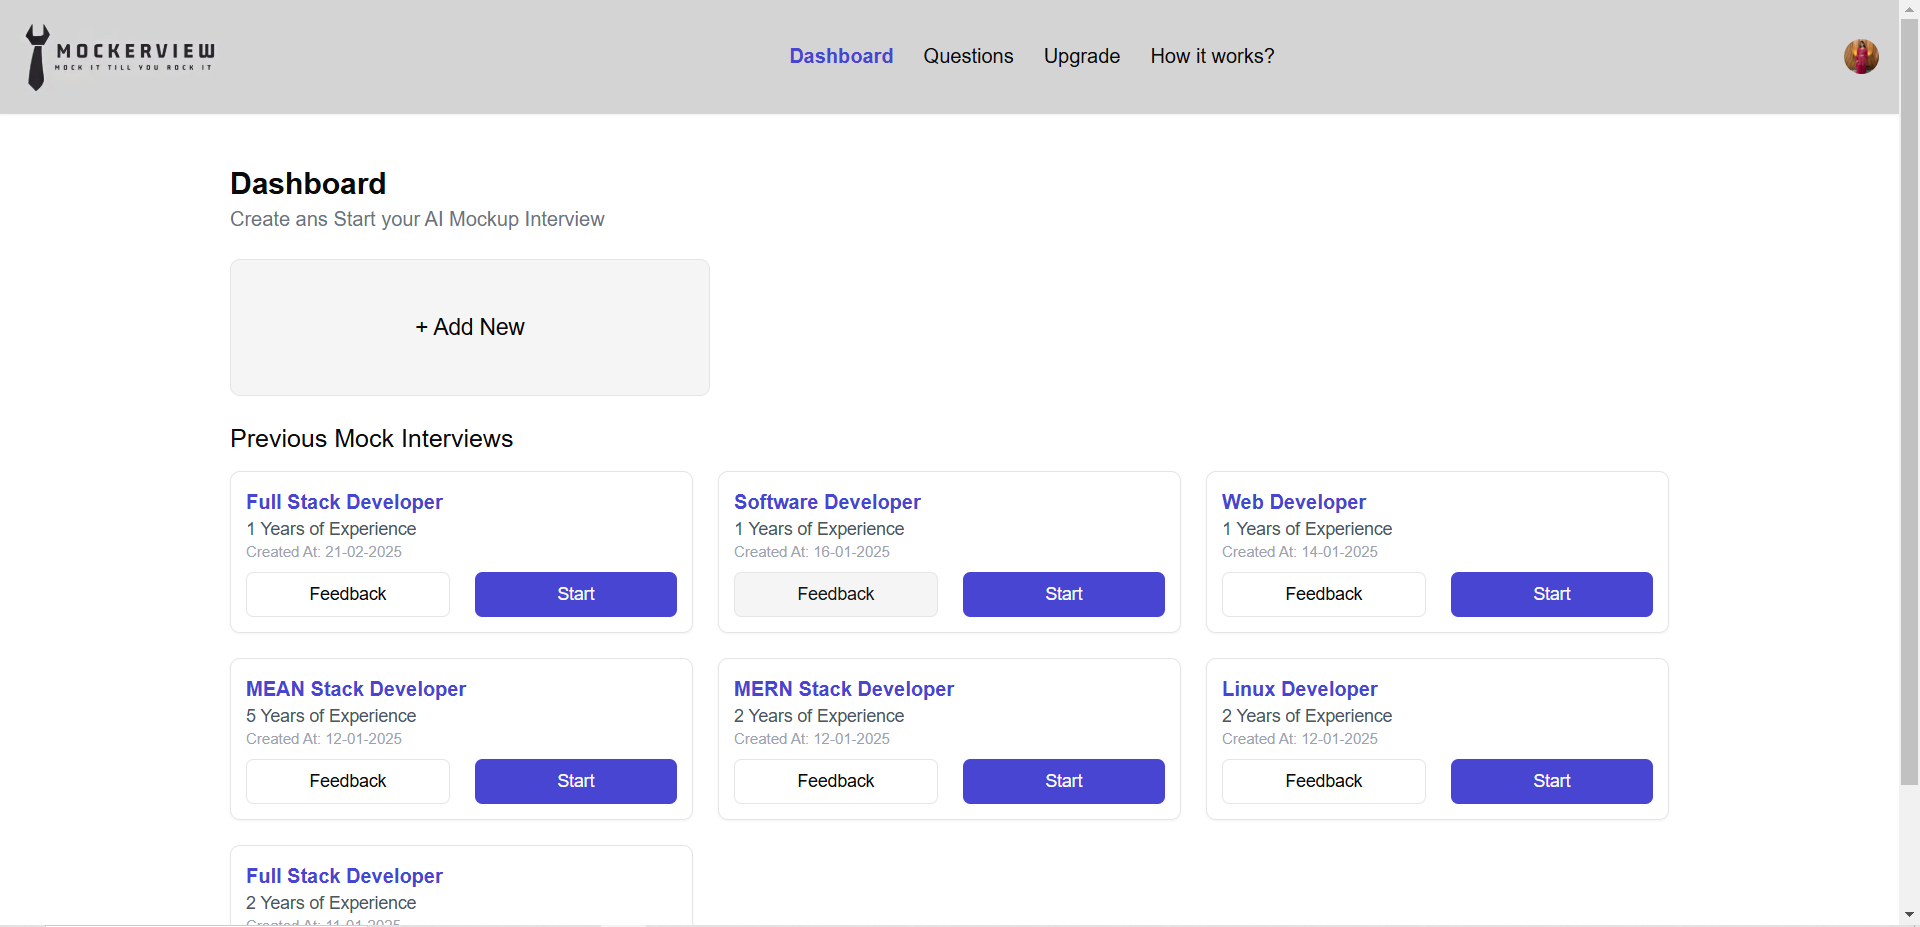 MOCKERVIEW
MOCK IT TILL YOU ROCK IT
Dashboard
Questions
Upgrade
How it works?
Dashboard
Create ans Start your AI Mockup Interview
+ Add New
Previous Mock Interviews
Full Stack Developer
1 Years of Experience
Created At: 21-02-2025
Feedback
Start
Software Developer
1 Years of Experience
Created At: 16-01-2025
Feedback
Start
Web Developer
1 Years of Experience
Created At: 14-01-2025
Feedback
Start
MEAN Stack Developer
5 Years of Experience
Created At: 12-01-2025
Feedback
Start
MERN Stack Developer
2 Years of Experience
Created At: 12-01-2025
Feedback
Start
Linux Developer
2 Years of Experience
Created At: 12-01-2025
Feedback
Start
Full Stack Developer
2 Years of Experience
Created At: 11-01-2025